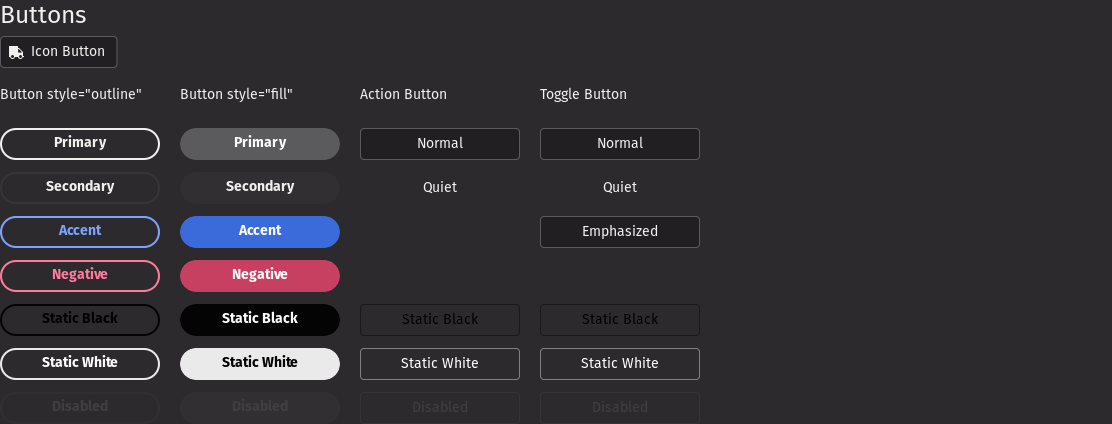 Buttons
Icon Button
Button style="outline" Button style="fill" Action Button Toggle Button
Primary Primary Normal Normal
Secondary Secondary Quiet Quiet
Accent Accent Emphasized
Negative Negative
Static Black Static Black Static Black Static Black
Static White Static White Static White Static White
Disabled Disabled Disabled Disabled